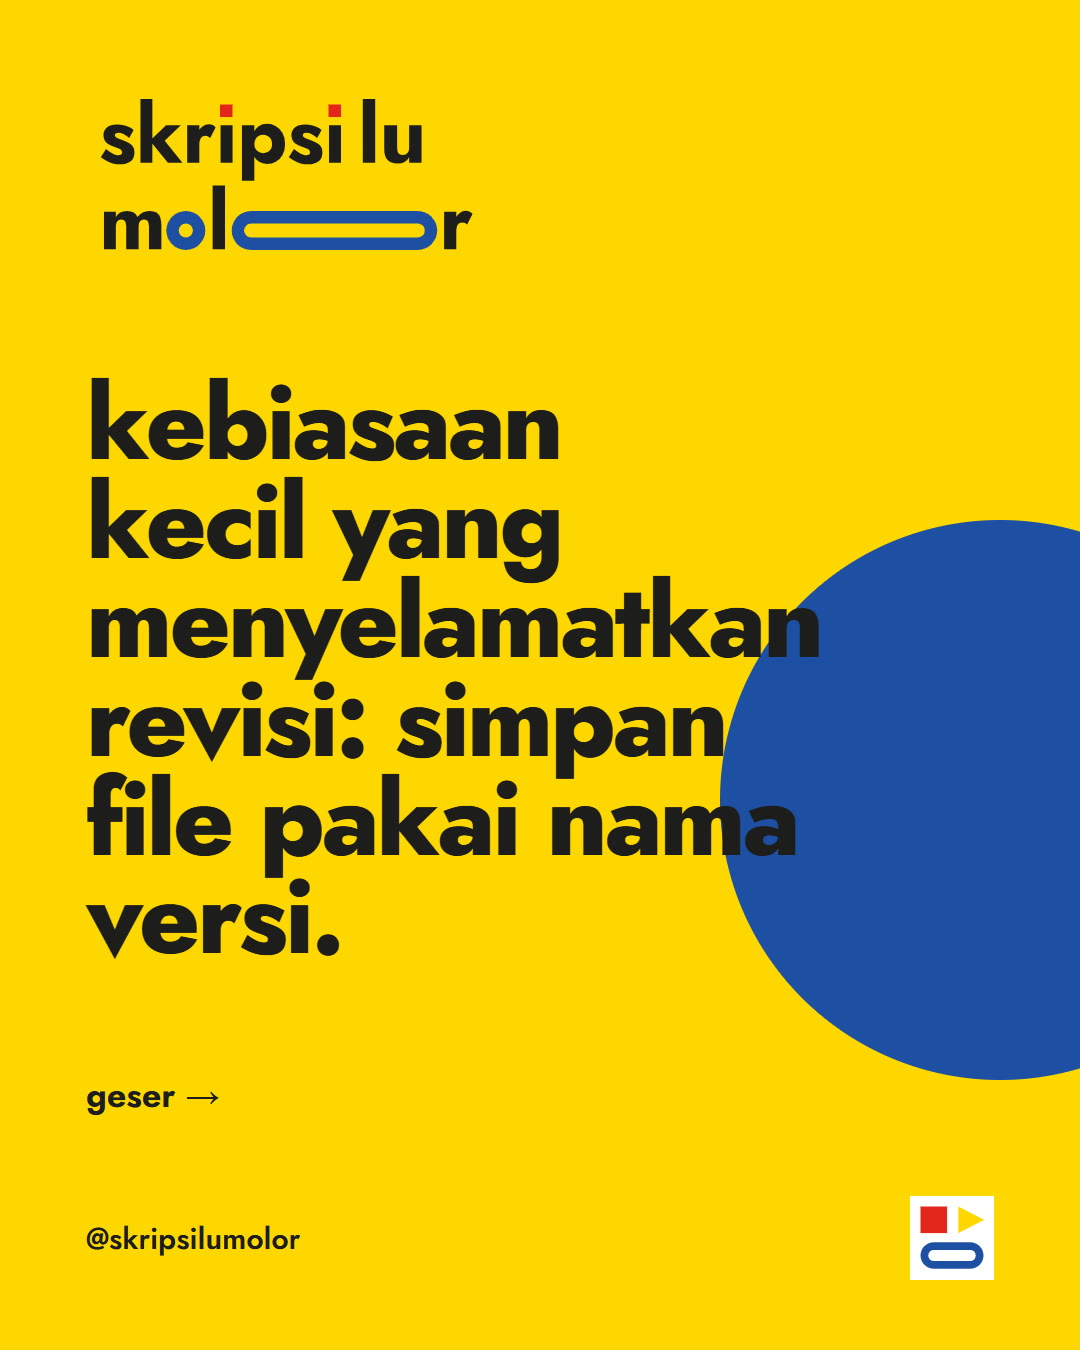 skripsi lu
molor
kebiasaan
kecil yang
menyelamatkan
revisi: simpan
file pakai nama
versi.
geser →
@skripsilumolor